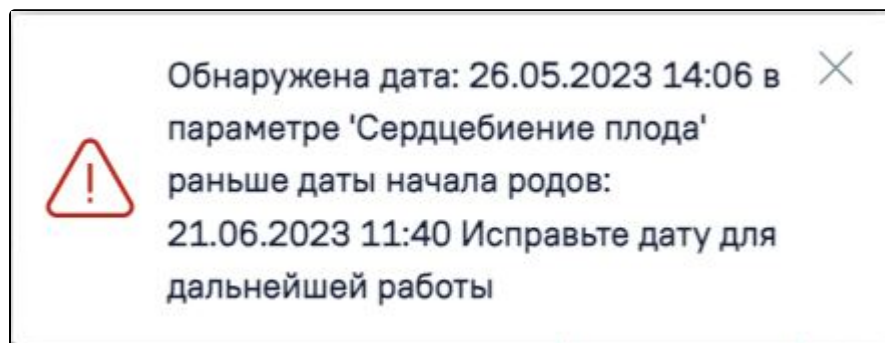 Обнаружена дата: 26.05.2023 14:06 в
параметре 'Сердцебиение плода'
раньше даты начала родов:
21.06.2023 11:40 Исправьте дату для
дальнейшей работы